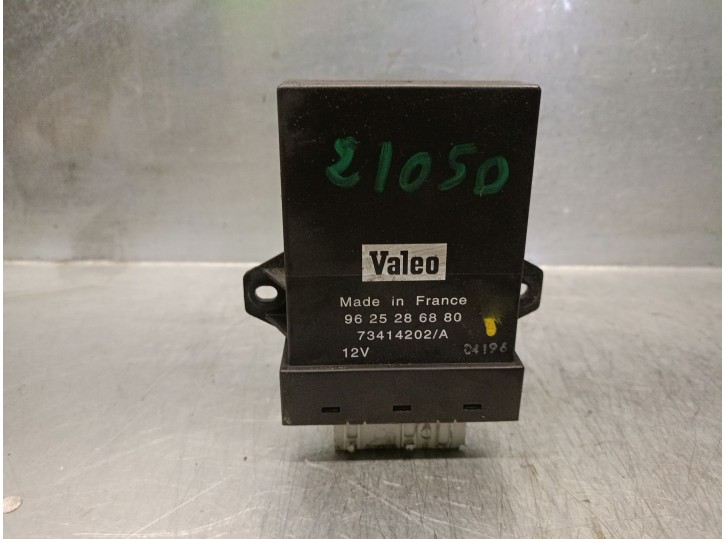 21050
Valeo
Made in France
96 25 28 68 80
73414202/A
12V 04196